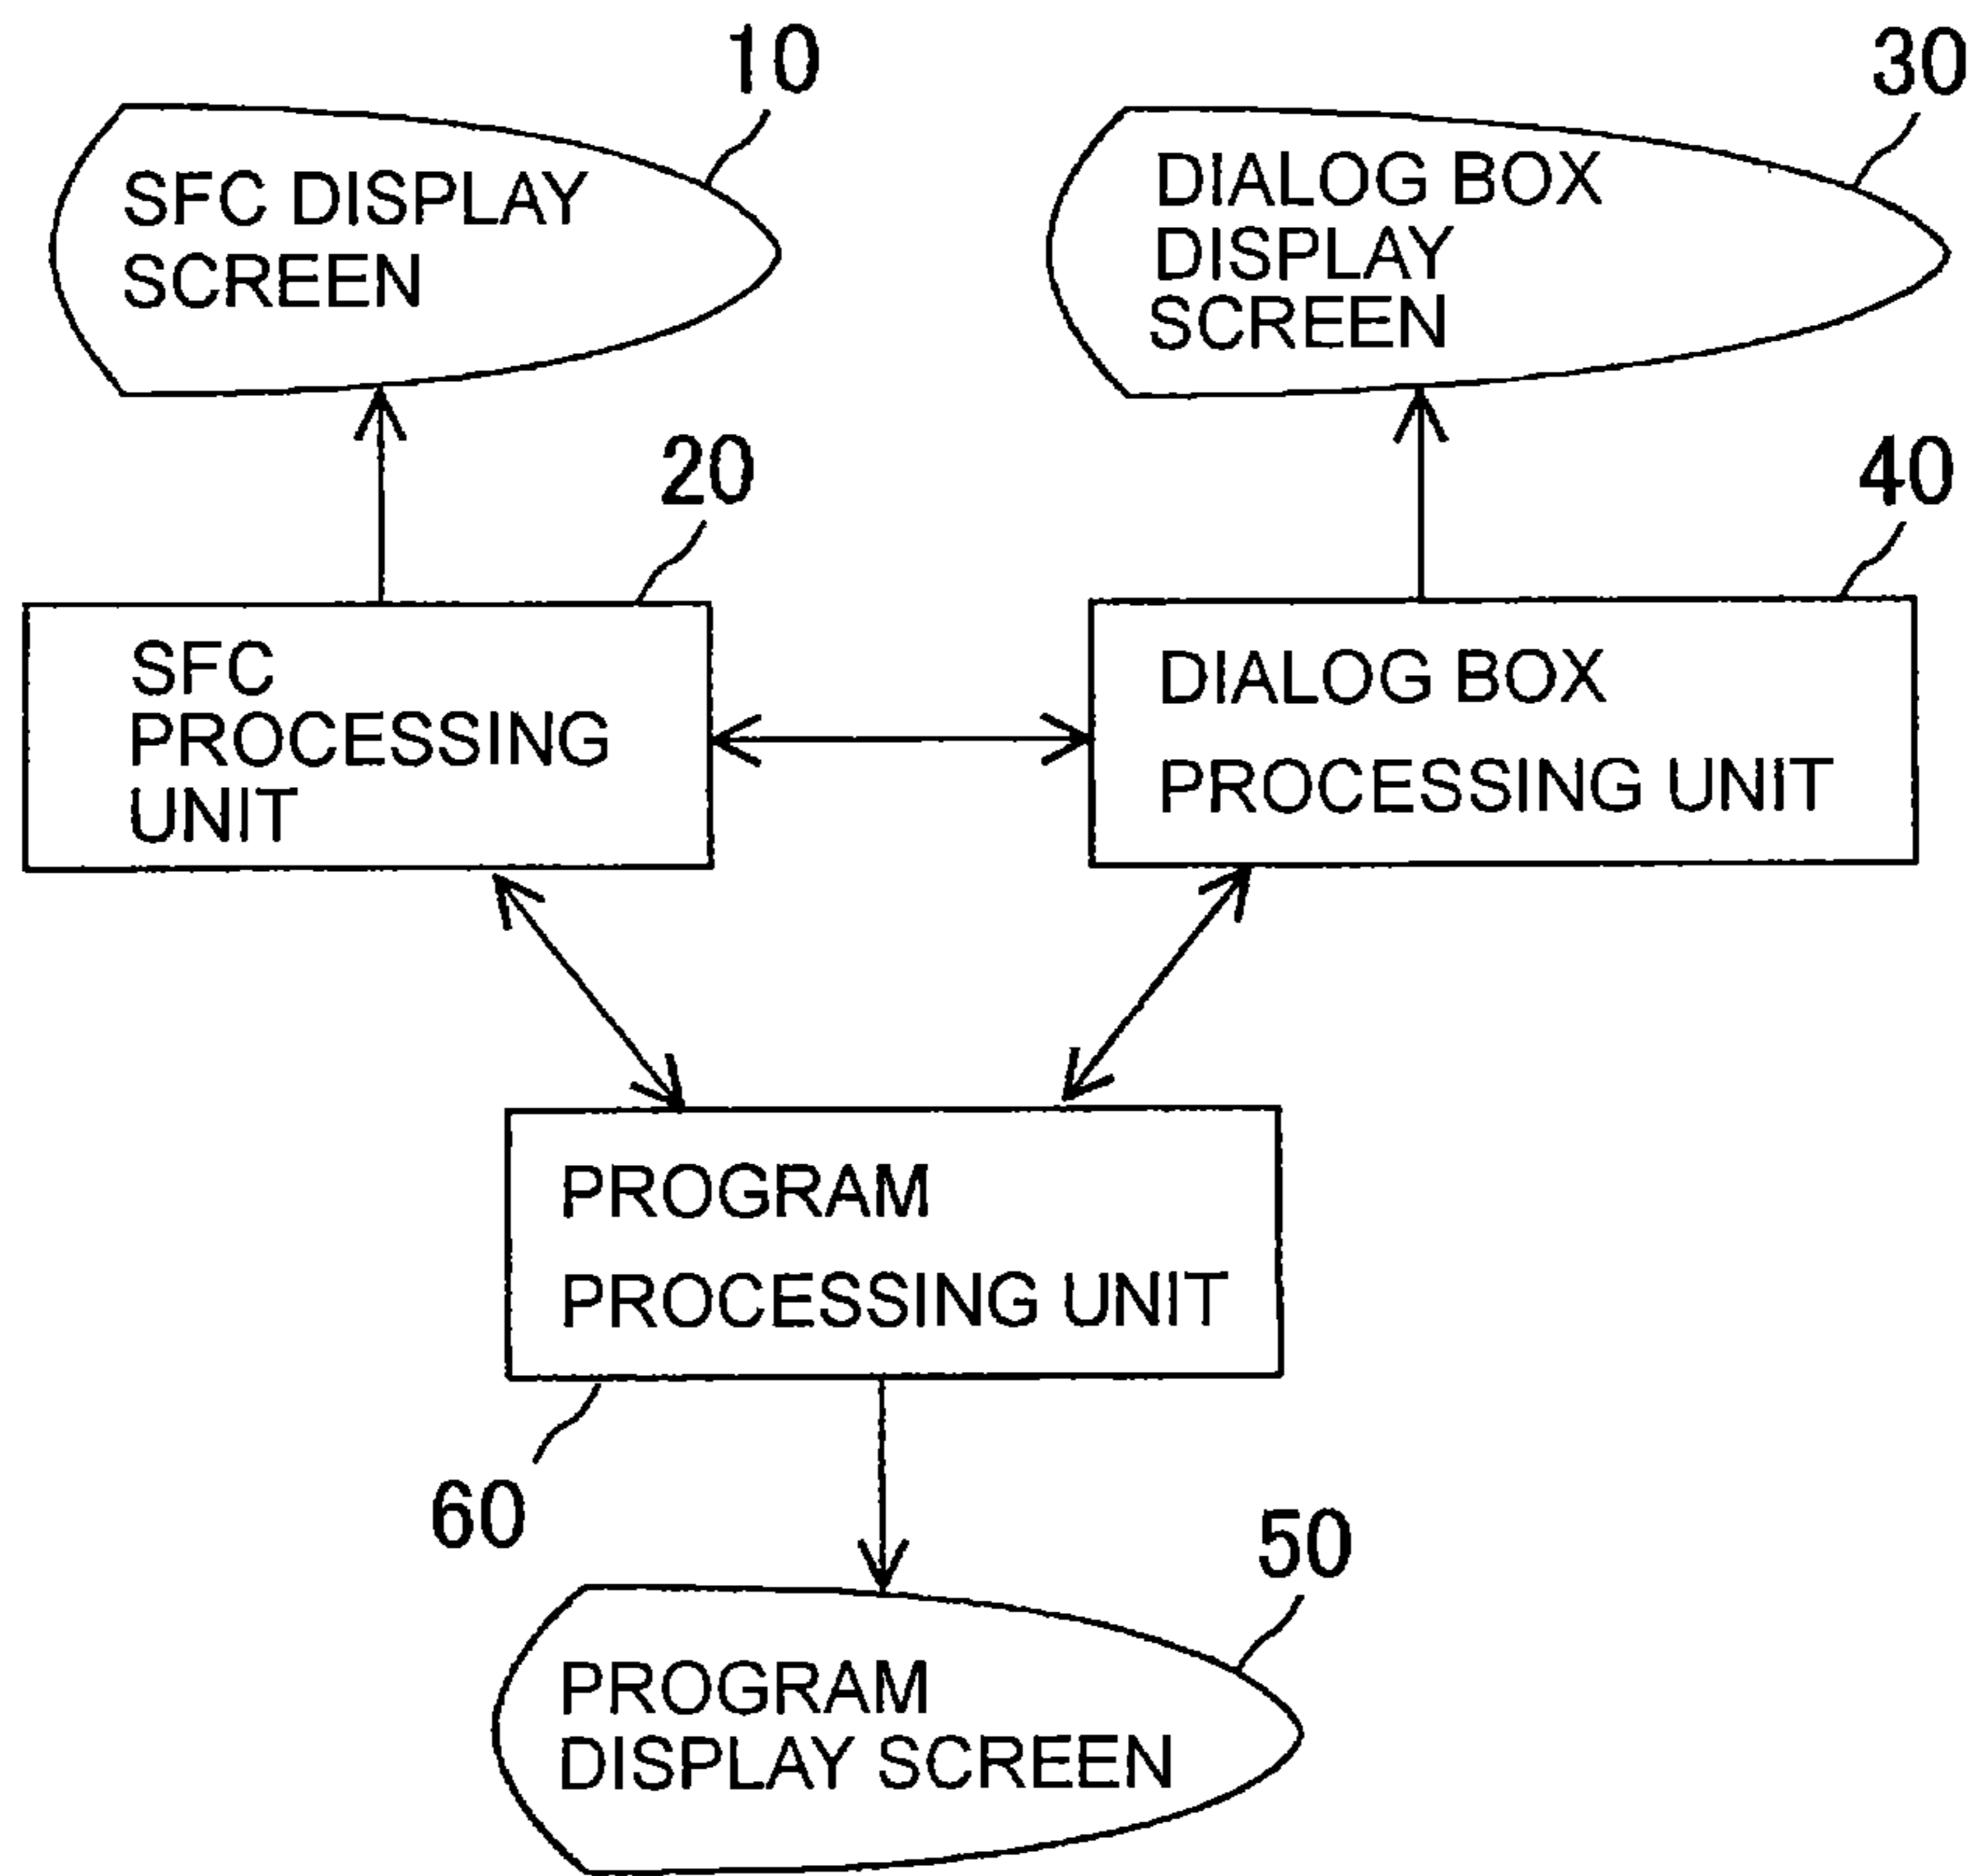 10
30
SFC DISPLAY
SCREEN
DIALOG BOX
DISPLAY
SCREEN
20
40
SFC
PROCESSING
UNIT
DIALOG BOX
PROCESSING UNIT
PROGRAM
PROCESSING UNIT
60
50
PROGRAM
DISPLAY SCREEN